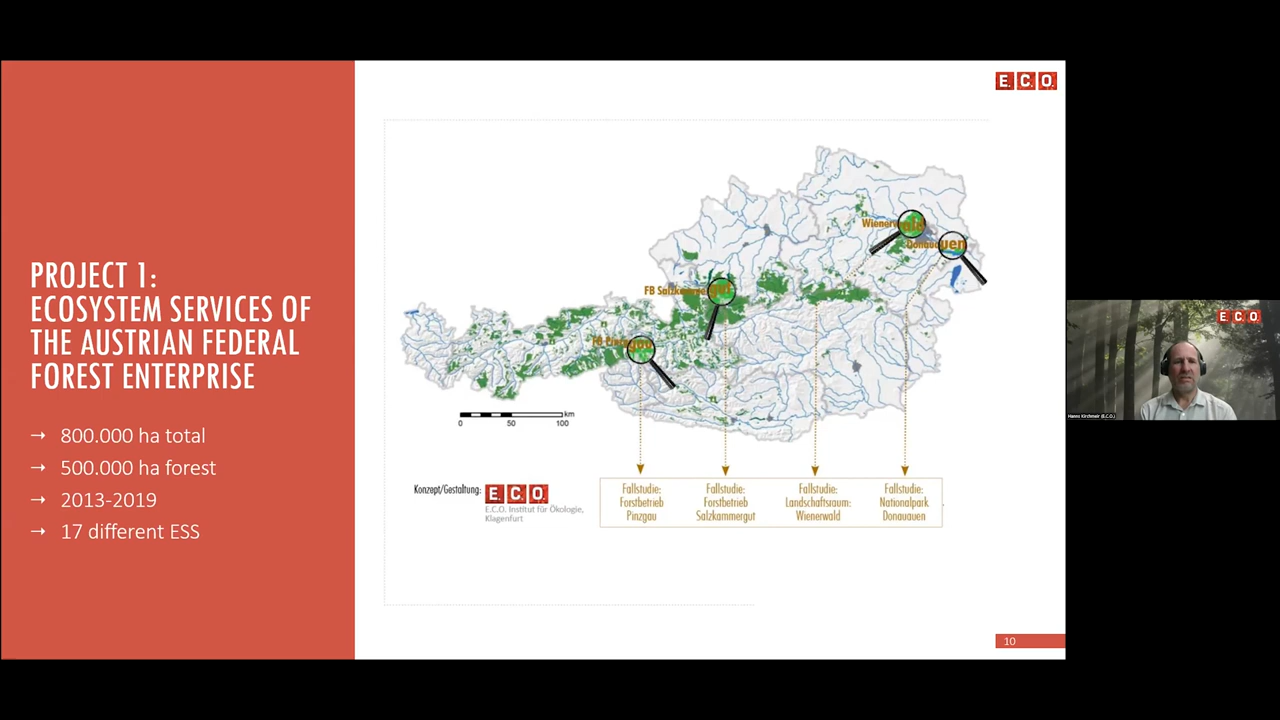 E.C.O.
PROJECT 1:
ECOSYSTEM SERVICES OF
THE AUSTRIAN FEDERAL
FOREST ENTERPRISE
→ 800.000 ha total
→ 500.000 ha forest
→ 2013-2019
→ 17 different ESS
Wienerwald
Donauauen
FB Salzkammergut
FB Pinzgau
km
0 50 100
Konzept/Gestaltung:
E.C.O.
E.C.O. Institut für Ökologie,
Klagenfurt
Fallstudie:
Forstbetrieb
Pinzgau
Fallstudie:
Forstbetrieb
Salzkammergut
Fallstudie:
Landschaftsraum:
Wienerwald
Fallstudie:
Nationalpark
Donauauen
10
E.C.O.
Hanns Kirchmeir (E.C.O.)